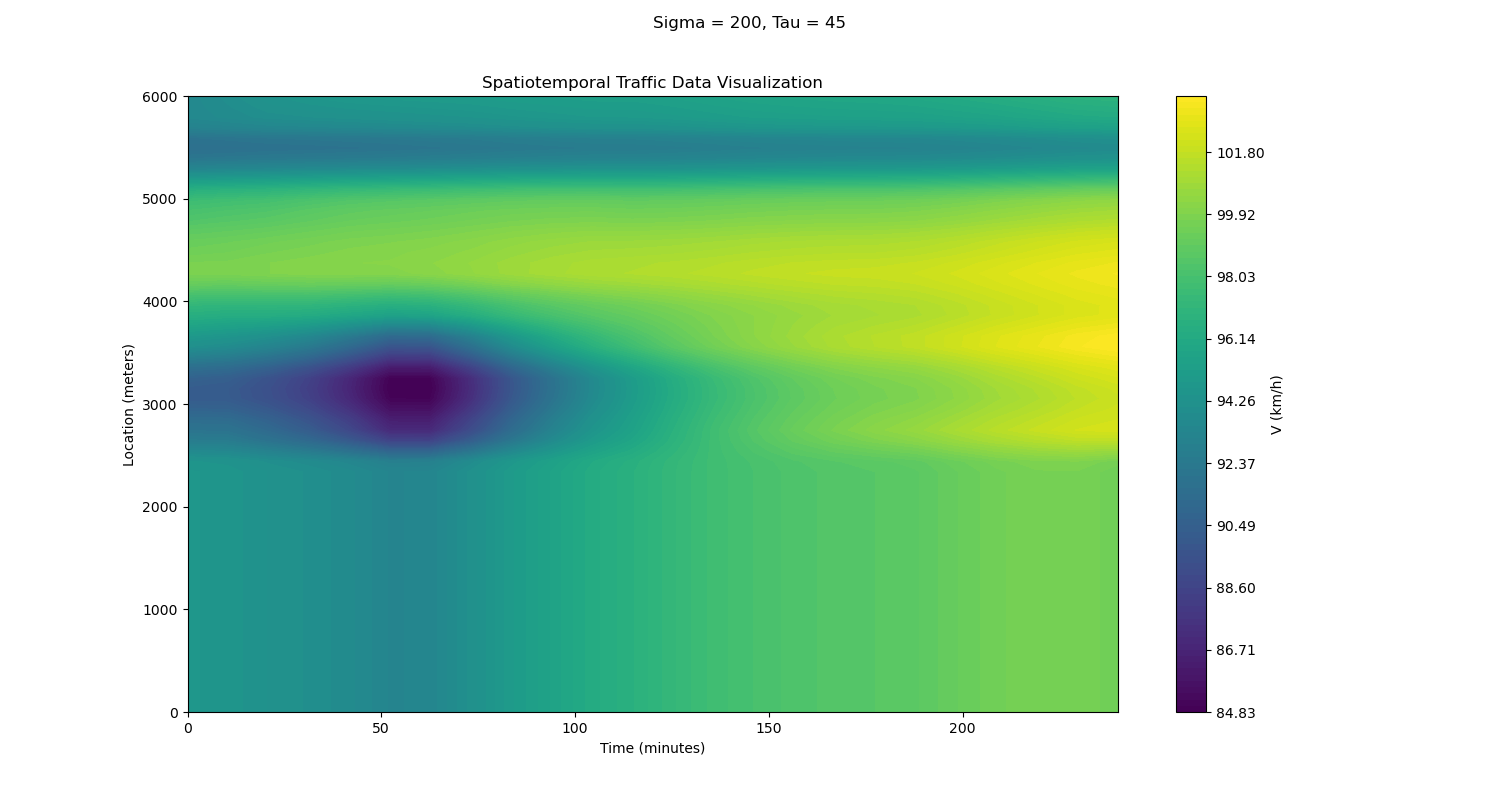 Sigma = 200, Tau = 45
Spatiotemporal Traffic Data Visualization
6000
5000
4000
3000
2000
1000
0
Location (meters)
0 50 100 150 200
Time (minutes)
101.80
99.92
98.03
96.14
94.26
92.37
90.49
88.60
86.71
84.83
V (km/h)